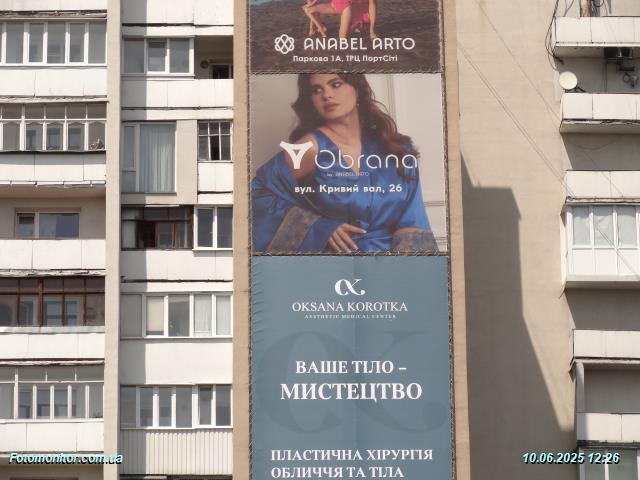 ANABEL ARTO
Паркова 1А, ТРЦ ПортСіті
Obrana
by ANABEL ARTO
вул. Кривий вал, 26
OKSANA KOROTKA
AESTHETIC MEDICAL CENTER
ВАШЕ ТІЛО –
МИСТЕЦТВО
ПЛАСТИЧНА ХІРУРГІЯ
ОБЛИЧЧЯ ТА ТІЛА
Fotomonitor.com.ua
10.06.2025 12:26